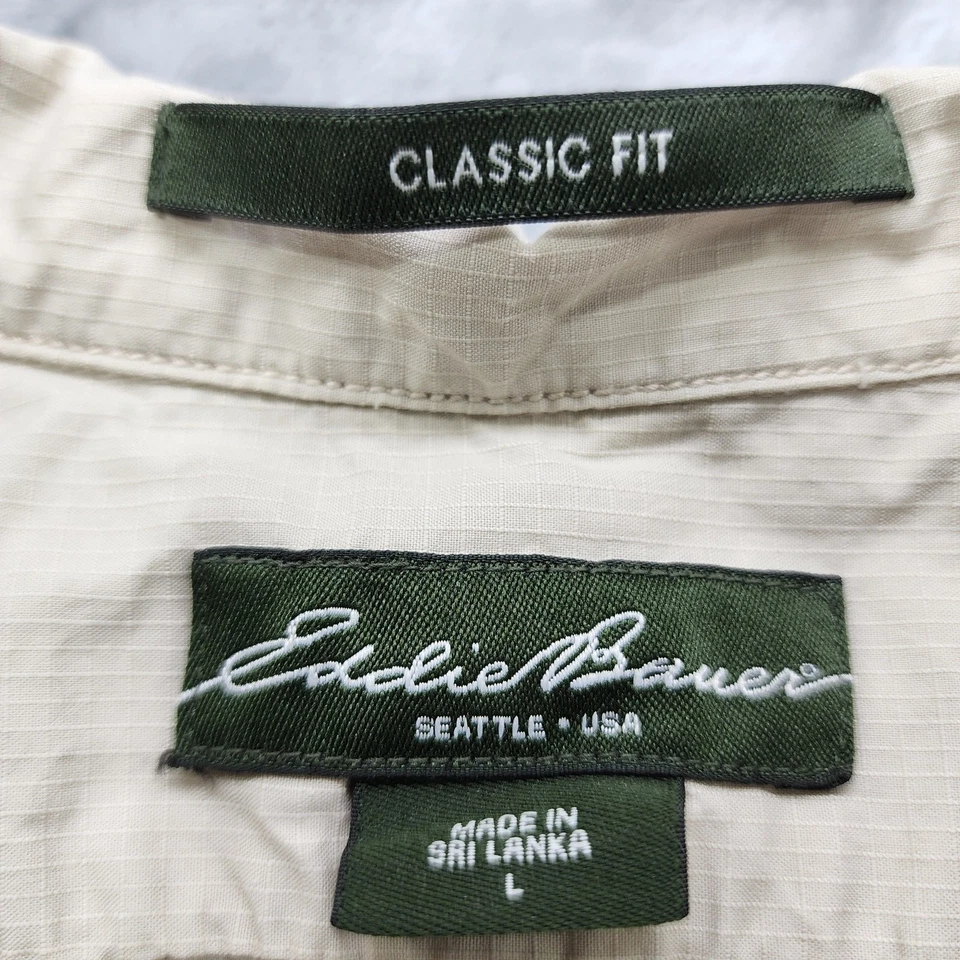 CLASSIC FIT
Eddie Bauer®
SEATTLE • USA
MADE IN
SRI LANKA
L